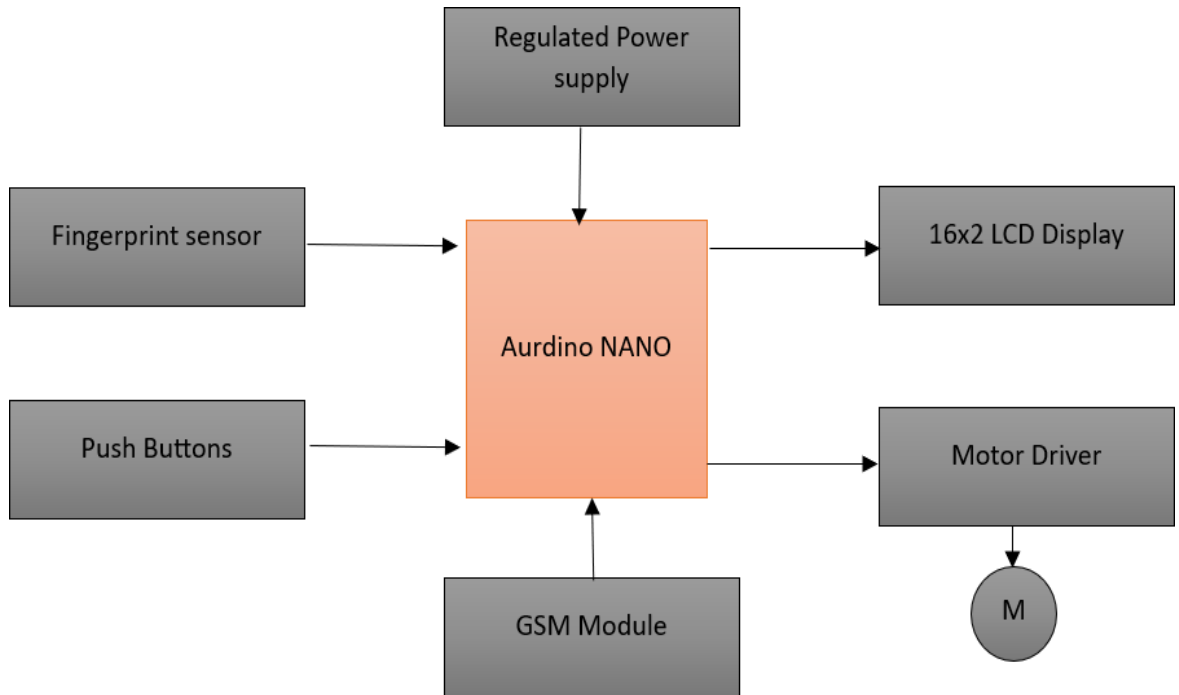 Regulated Power
supply
Fingerprint sensor
16x2 LCD Display
Aurdino NANO
Push Buttons
Motor Driver
GSM Module
M